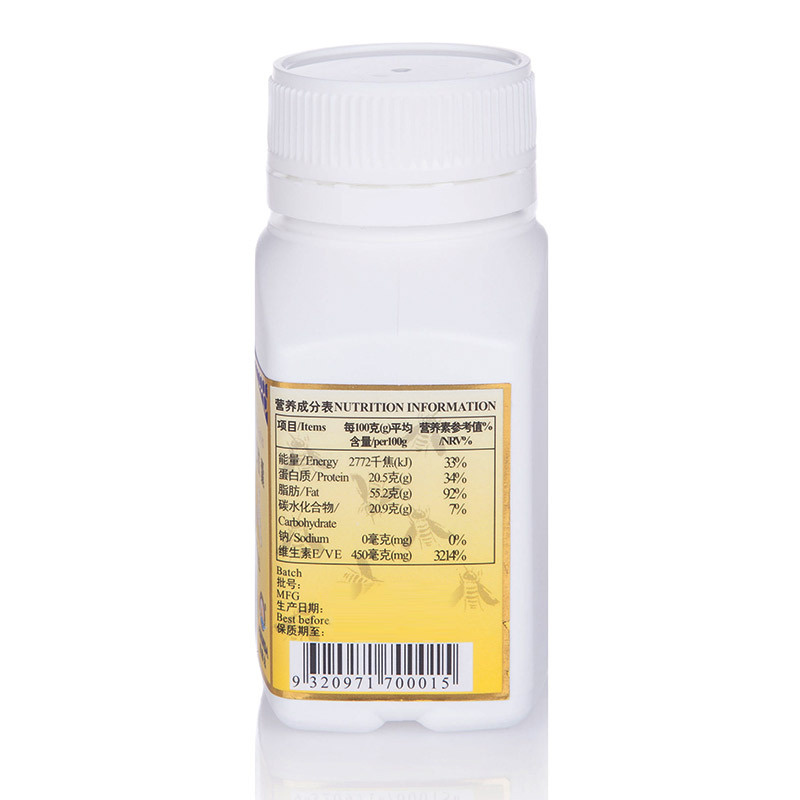 营养成分表NUTRITION INFORMATION
项目/Items 每100克(g)平均含量/per100g 营养素参考值%/NRV%
能量/Energy 2772千焦(kJ) 33%
蛋白质/Protein 20.5克(g) 34%
脂肪/Fat 55.2克(g) 92%
碳水化合物/Carbohydrate 20.9克(g) 7%
钠/Sodium 0毫克(mg) 0%
维生素E/VE 450毫克(mg) 3214%
Batch
批号:
MFG
生产日期:
Best before
保质期至:
9 320971 700015